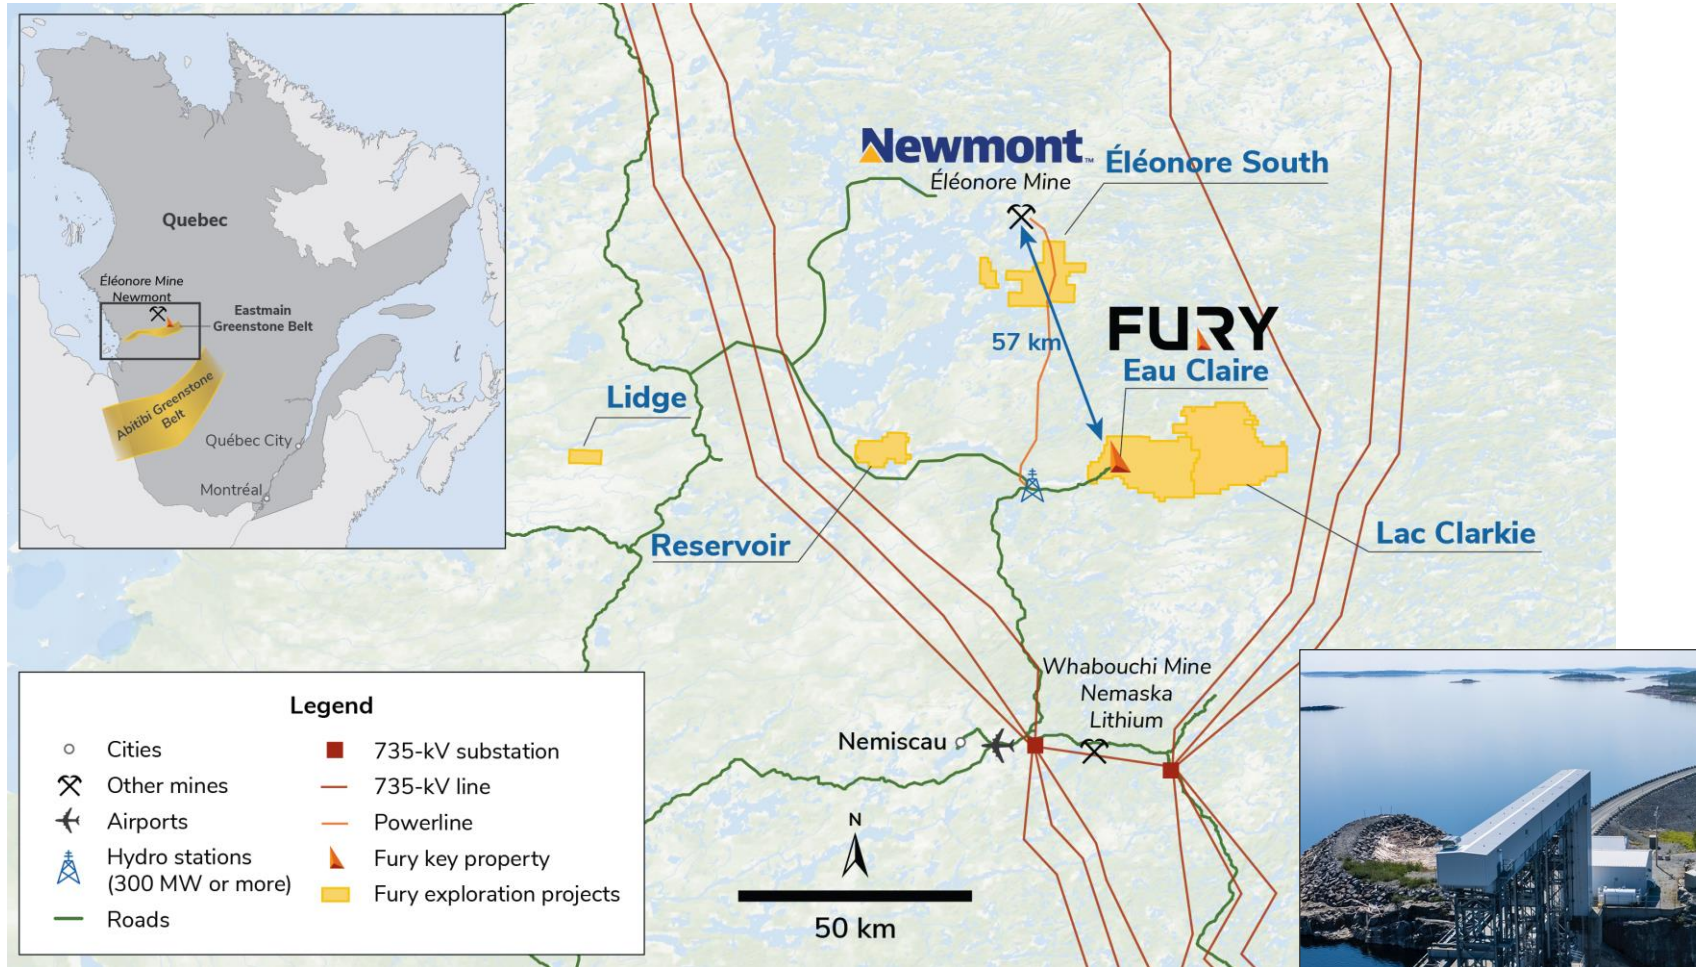 Quebec
Éléonore Mine
Newmont
Eastmain
Greenstone Belt
Abitibi Greenstone
Belt
Québec City
Montréal
Newmont™
Éléonore Mine
Éléonore South
57 km
FURY
Eau Claire
Lidge
Reservoir
Lac Clarkie
Whabouchi Mine
Nemaska
Lithium
Nemiscau
N
50 km
Legend
Cities
Other mines
Airports
Hydro stations
(300 MW or more)
Roads
735-kV substation
735-kV line
Powerline
Fury key property
Fury exploration projects